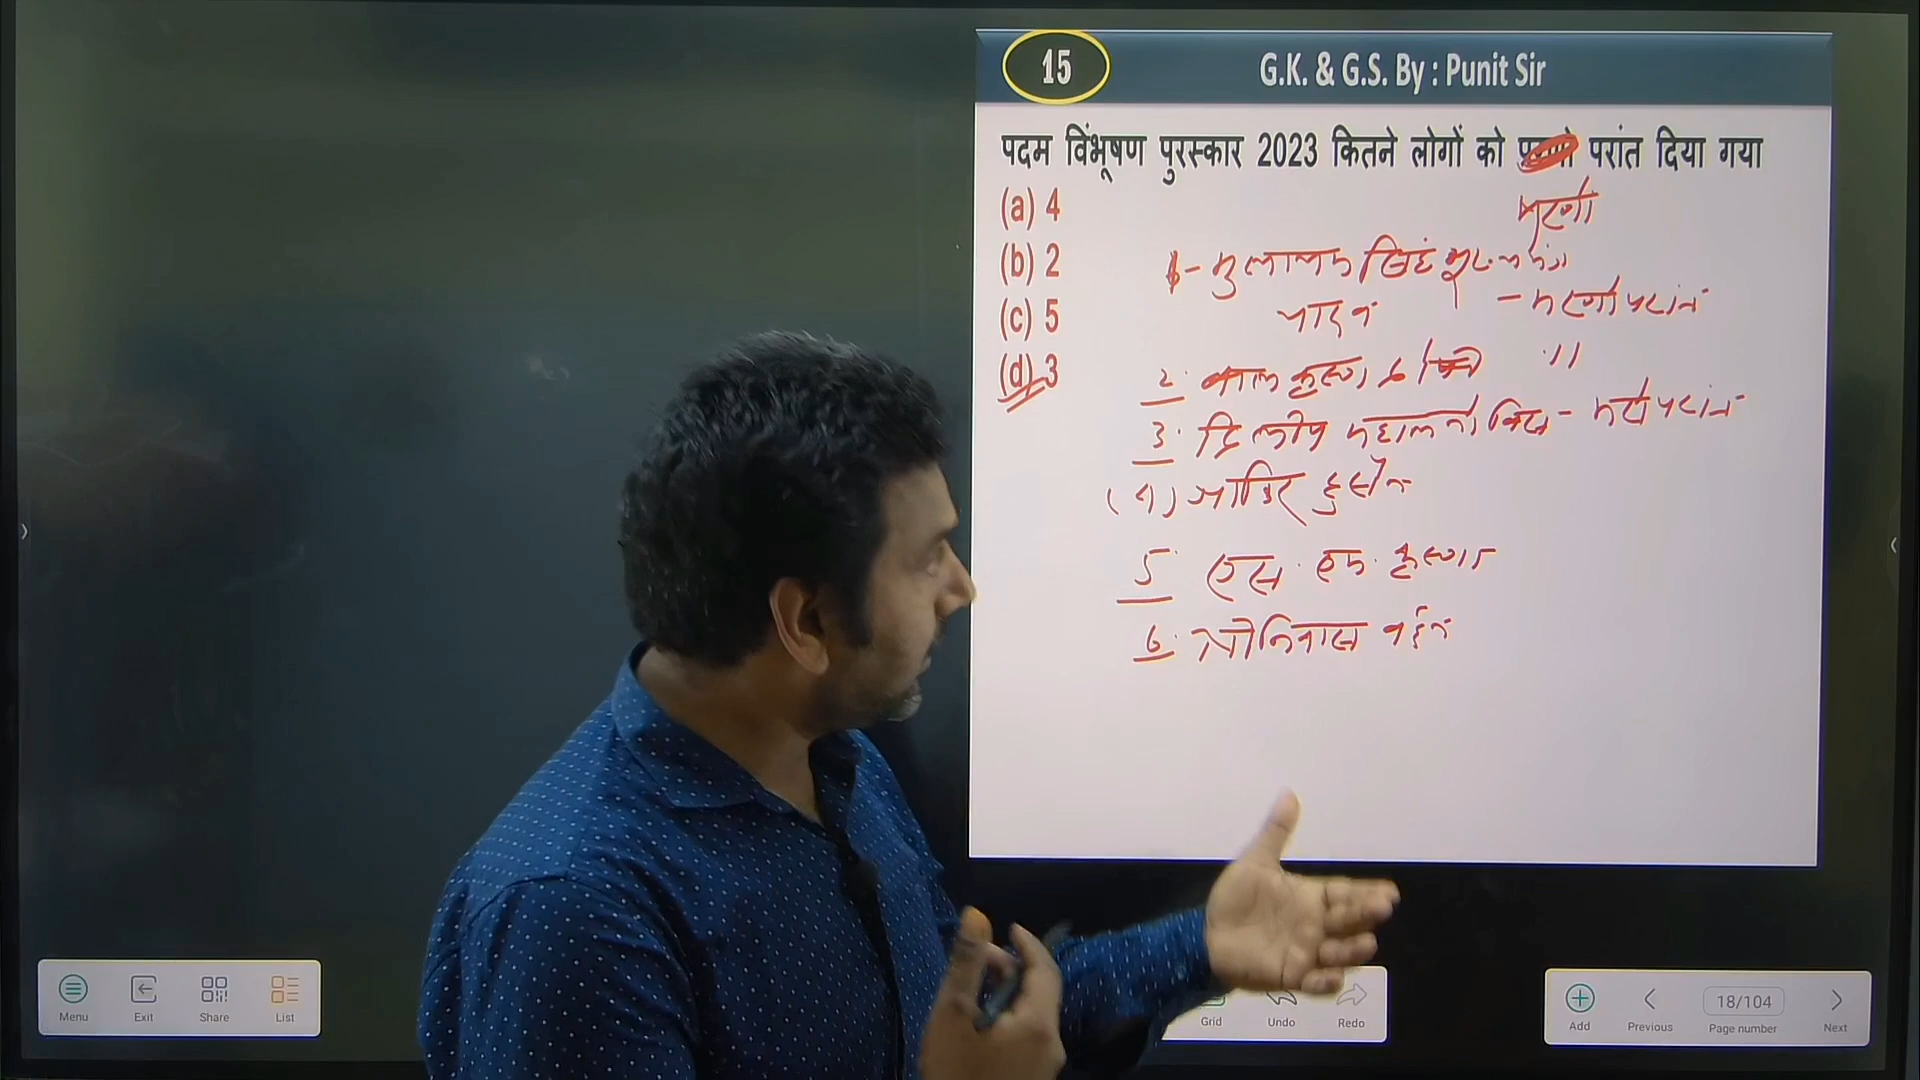 15
G.K. & G.S. By : Punit Sir
पदम विंभूषण पुरस्कार 2023 कितने लोगों को परांत दिया गया
(a) 4
(b) 2
(c) 5
(d) 3
1- मुलायम सिंह
यादव
- मरणोपरांत
2. बाल कृष्ण दोषी "
3. दिलीप महालनोबिस - मरणोपरांत
(4) जाकिर हुसैन
5. एस. एम. कृष्णा
6. श्रीनिवास वर्धन
Menu
Exit
Share
List
Grid
Undo
Redo
Add
Previous
18/104
Page number
Next